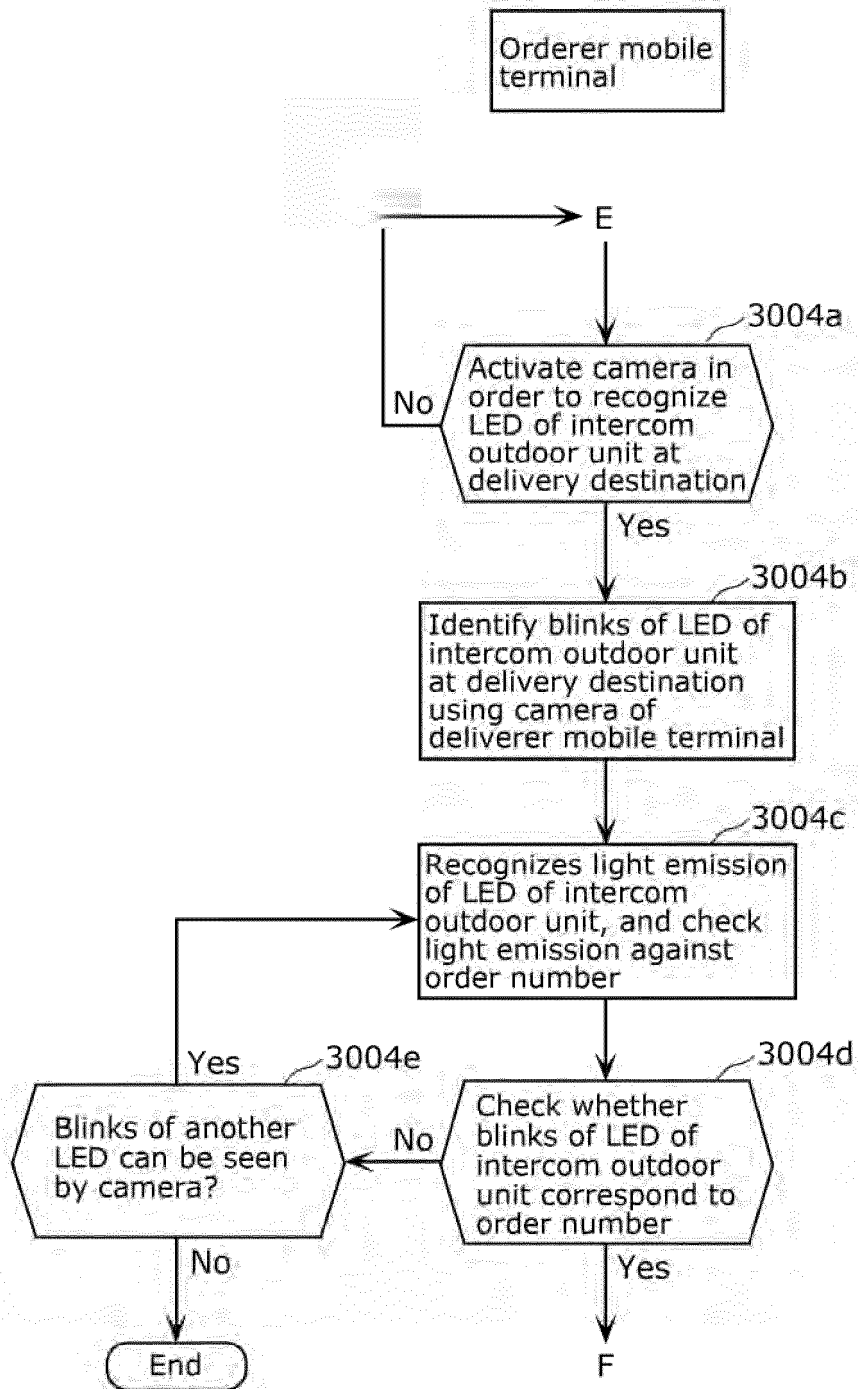 Orderer mobile
terminal
E
3004a
Activate camera in
order to recognize
LED of intercom
outdoor unit at
delivery destination
No
Yes
3004b
Identify blinks of LED of
intercom outdoor unit
at delivery destination
using camera of
deliverer mobile terminal
3004c
Recognizes light emission
of LED of intercom
outdoor unit, and check
light emission against
order number
3004d
Check whether
blinks of LED of
intercom outdoor
unit correspond to
order number
No
Yes
3004e
Blinks of another
LED can be seen
by camera?
Yes
No
End
F